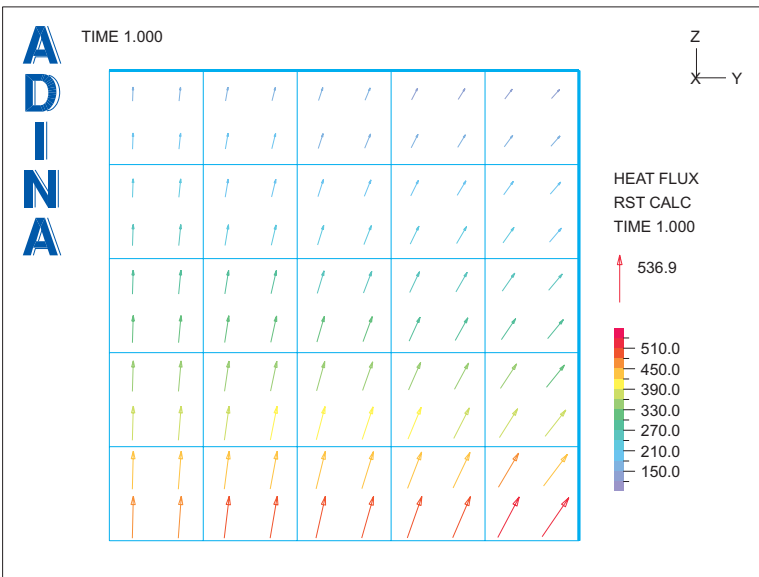 ADINA
TIME 1.000
Z
X
Y
HEAT FLUX
RST CALC
TIME 1.000
536.9
510.0
450.0
390.0
330.0
270.0
210.0
150.0